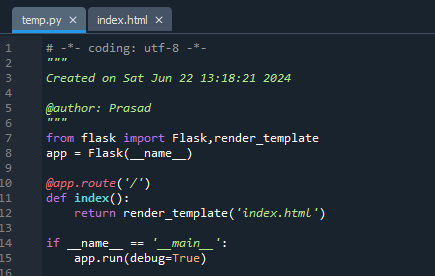 temp.py × index.html ×
1 # -*- coding: utf-8 -*-
2 """
3 Created on Sat Jun 22 13:18:21 2024
4
5 @author: Prasad
6 """
7 from flask import Flask,render_template
8 app = Flask(__name__)
9
10 @app.route('/')
11 def index():
12     return render_template('index.html')
13
14 if __name__ == '__main__':
15     app.run(debug=True)
16